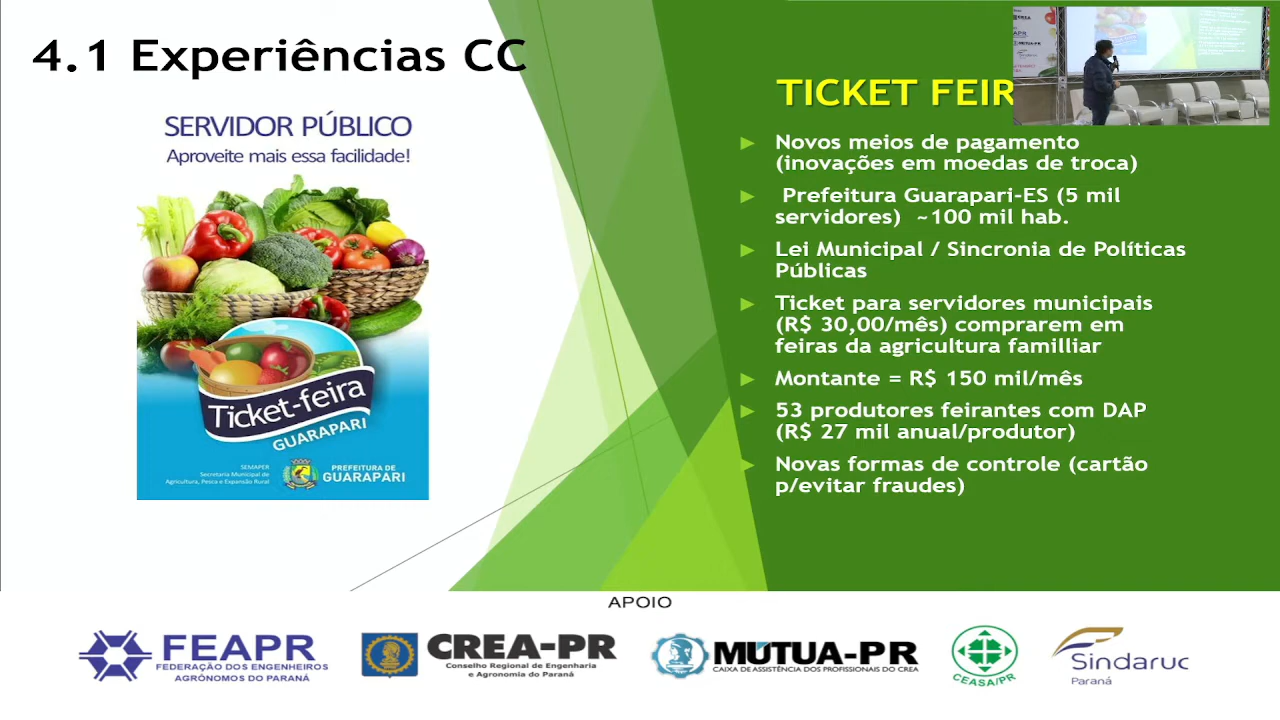 4.1 Experiências CC
SERVIDOR PÚBLICO
Aproveite mais essa facilidade!
Ticket-feira
GUARAPARI
SEMAPER
Secretaria Municipal de
Agricultura, Pesca e Expansão Rural
PREFEITURA DE
GUARAPARI
TICKET FEIR
Novos meios de pagamento
(inovações em moedas de troca)
Prefeitura Guarapari-ES (5 mil
servidores) ~100 mil hab.
Lei Municipal / Sincronia de Políticas
Públicas
Ticket para servidores municipais
(R$ 30,00/mês) comprarem em
feiras da agricultura familliar
Montante = R$ 150 mil/mês
53 produtores feirantes com DAP
(R$ 27 mil anual/produtor)
Novas formas de controle (cartão
p/evitar fraudes)
APOIO
FEAPR
FEDERAÇÃO DOS ENGENHEIROS
AGRÔNOMOS DO PARANÁ
CREA-PR
Conselho Regional de Engenharia
e Agronomia do Paraná
MÚTUA-PR
CAIXA DE ASSISTÊNCIA DOS PROFISSIONAIS DO CREA
CEASA/PR
Sindaruc
Paraná